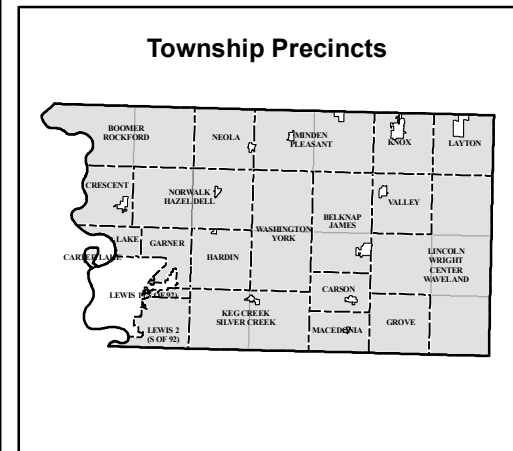 Township Precincts
BOOMER
ROCKFORD
NEOLA
MINDEN
PLEASANT
KNOX
LAYTON
CRESCENT
NORWALK
HAZEL DELL
VALLEY
BELKNAP
JAMES
WASHINGTON
YORK
LAKE
GARNER
CARTER LAKE
HARDIN
LINCOLN
WRIGHT
CENTER
WAVELAND
LEWIS 1 (N OF 92)
CARSON
KEG CREEK
SILVER CREEK
GROVE
MACEDONIA
LEWIS 2
(S OF 92)